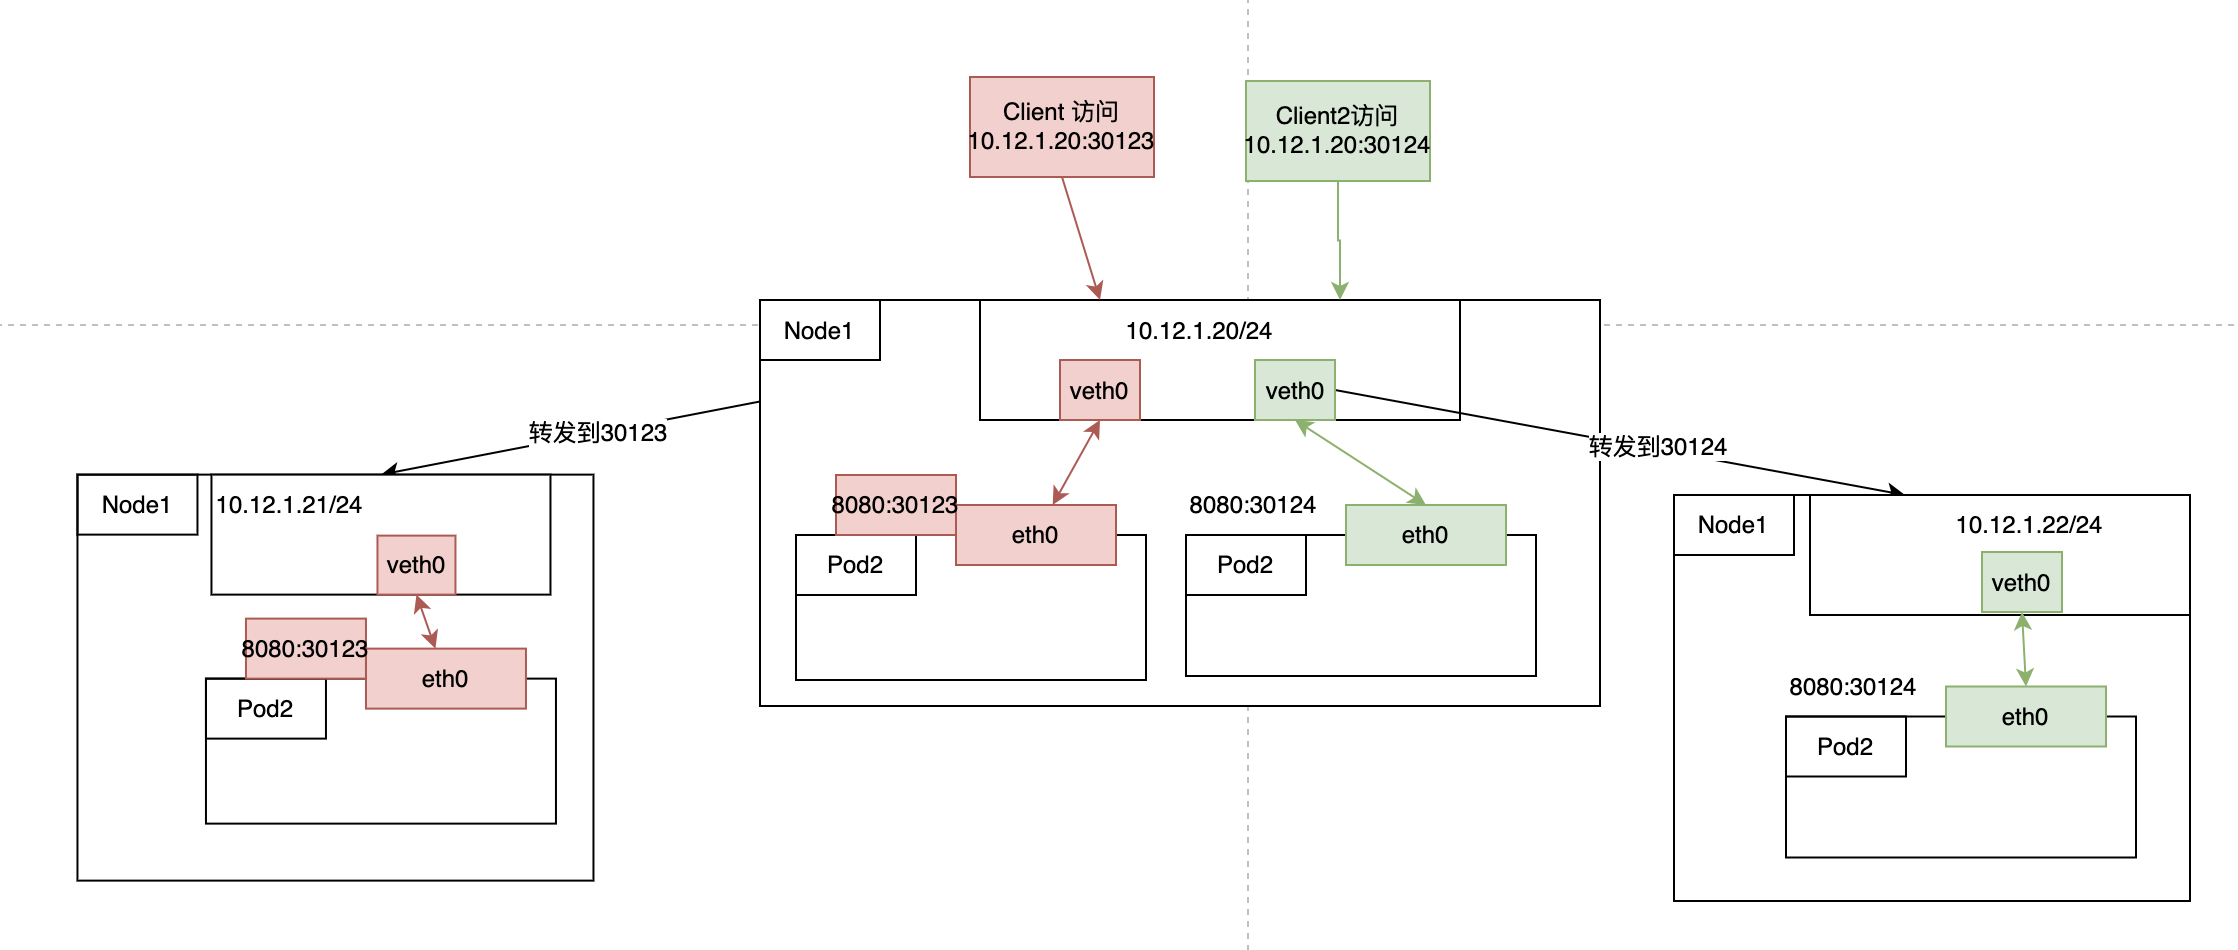 Client 访问
10.12.1.20:30123
Client2访问
10.12.1.20:30124
Node1
10.12.1.20/24
veth0
veth0
转发到30123
转发到30124
8080:30123
eth0
Pod2
8080:30124
eth0
Pod2
Node1
10.12.1.21/24
veth0
8080:30123
eth0
Pod2
Node1
10.12.1.22/24
veth0
8080:30124
eth0
Pod2